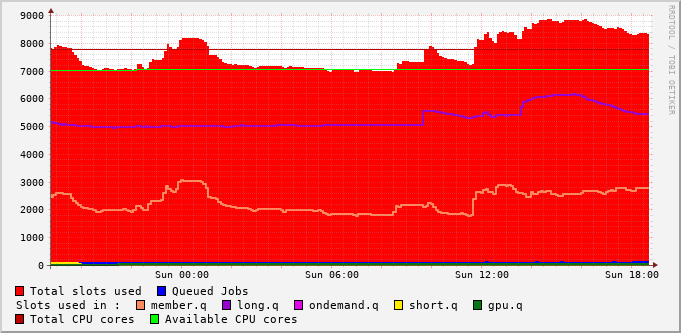 9000
8000
7000
6000
5000
4000
3000
2000
1000
0
Sun 00:00 Sun 06:00 Sun 12:00 Sun 18:00
Total slots used Queued Jobs
Slots used in : member.q long.q ondemand.q short.q gpu.q
Total CPU cores Available CPU cores
RRDTOOL / TOBI OETIKER